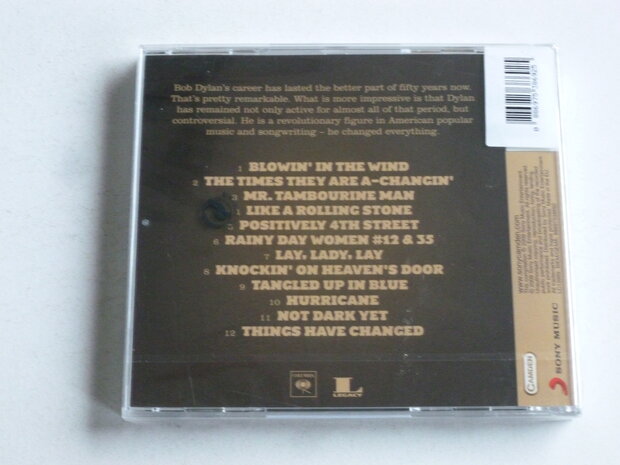 Bob Dylan's career has lasted the better part of fifty years now.
That's pretty remarkable. What is more impressive is that Dylan
has remained not only active for almost all of that period, but
controversial. He is a revolutionary figure in American popular
music and songwriting – he changed everything.
1 BLOWIN' IN THE WIND
2 THE TIMES THEY ARE A-CHANGIN'
3 MR. TAMBOURINE MAN
LIKE A ROLLING STONE
5 POSITIVELY 4TH STREET
6 RAINY DAY WOMEN #12 & 35
7 LAY, LADY, LAY
8 KNOCKIN' ON HEAVEN'S DOOR
9 TANGLED UP IN BLUE
10 HURRICANE
11 NOT DARK YET
12 THINGS HAVE CHANGED
COLUMBIA
L
LEGACY
CAMDEN
SONY MUSIC
8 86975 78692 5